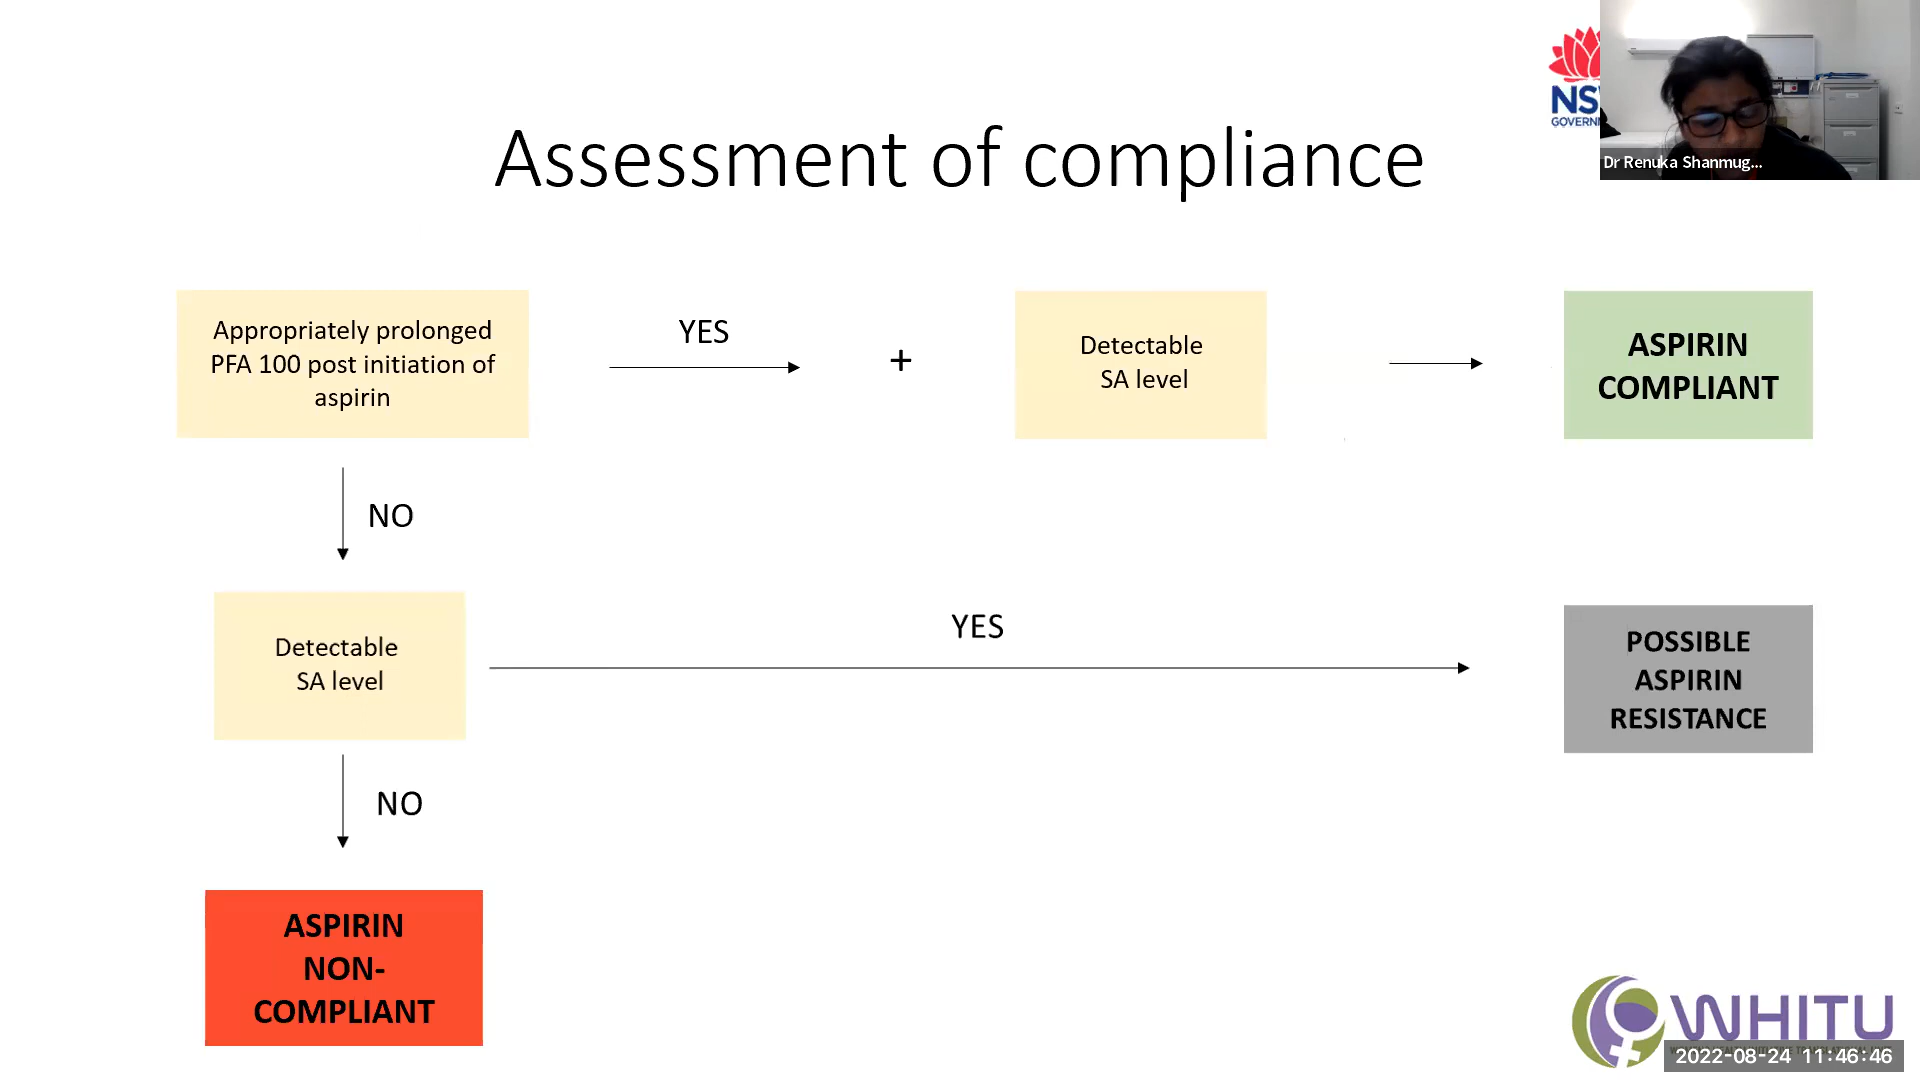 NS
GOVERN
Dr Renuka Shanmug...
Assessment of compliance
Appropriately prolonged
PFA 100 post initiation of
aspirin
YES
+
Detectable
SA level
ASPIRIN
COMPLIANT
NO
Detectable
SA level
YES
POSSIBLE
ASPIRIN
RESISTANCE
NO
ASPIRIN
NON-
COMPLIANT
WHITU
2022-08-24 11:46:46